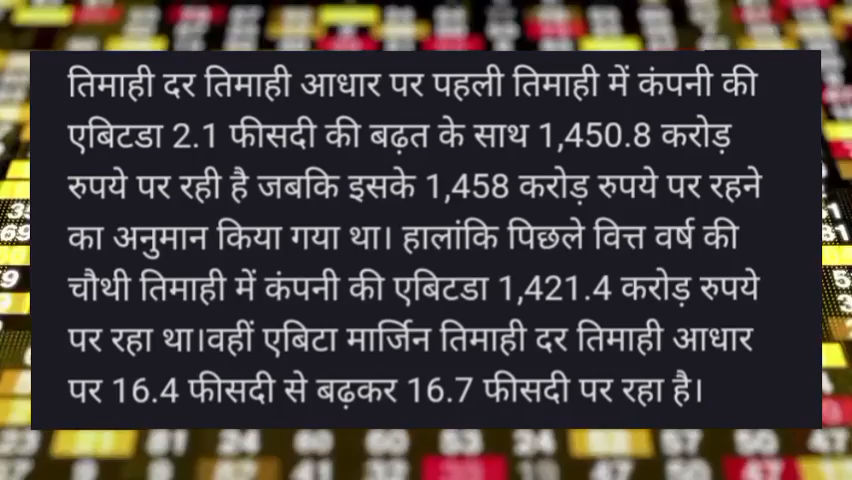 तिमाही दर तिमाही आधार पर पहली तिमाही में कंपनी की
एबिटडा 2.1 फीसदी की बढ़त के साथ 1,450.8 करोड़
रुपये पर रही है जबकि इसके 1,458 करोड़ रुपये पर रहने
का अनुमान किया गया था। हालांकि पिछले वित्त वर्ष की
चौथी तिमाही में कंपनी की एबिटडा 1,421.4 करोड़ रुपये
पर रहा था।वहीं एबिटा मार्जिन तिमाही दर तिमाही आधार
पर 16.4 फीसदी से बढ़कर 16.7 फीसदी पर रहा है।